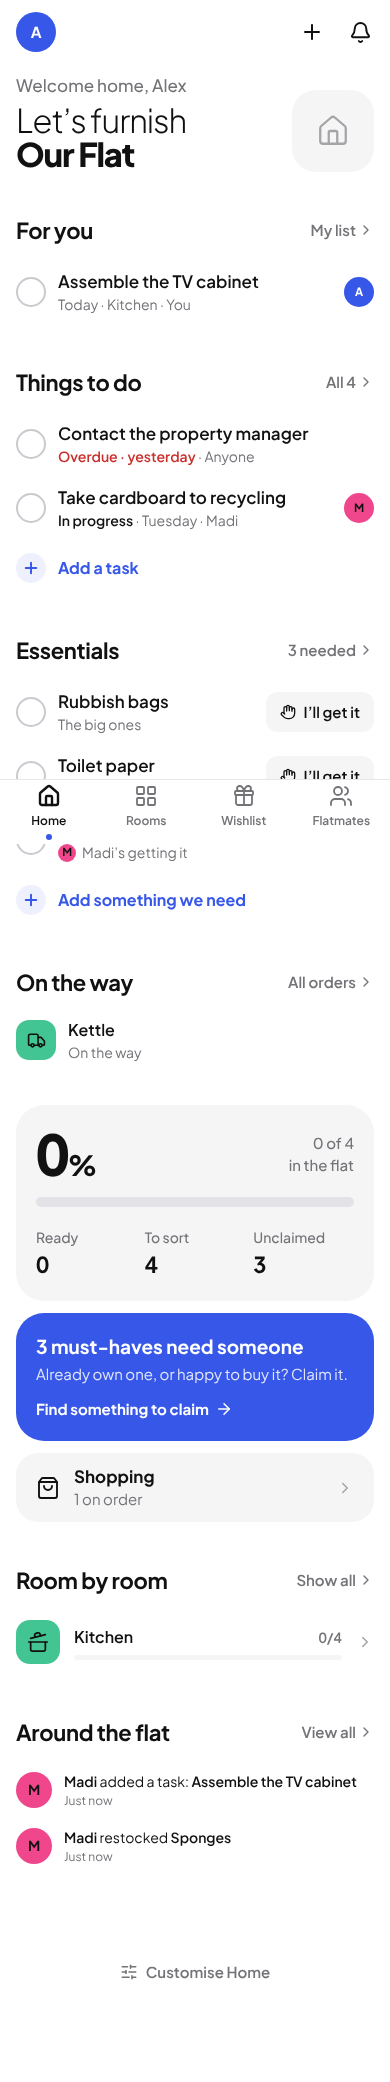 A
Welcome home, Alex
Let’s furnish
Our Flat
For you
My list
Assemble the TV cabinet
Today · Kitchen · You
A
Things to do
All 4
Contact the property manager
Overdue · yesterday · Anyone
Take cardboard to recycling
In progress · Tuesday · Madi
M
Add a task
Essentials
3 needed
Rubbish bags
The big ones
I’ll get it
Toilet paper
I’ll get it
Home
Rooms
Wishlist
Flatmates
M Madi’s getting it
Add something we need
On the way
All orders
Kettle
On the way
0%
0 of 4
in the flat
Ready
To sort
Unclaimed
0
4
3
3 must-haves need someone
Already own one, or happy to buy it? Claim it.
Find something to claim
Shopping
1 on order
Room by room
Show all
Kitchen
0/4
Around the flat
View all
M
Madi added a task: Assemble the TV cabinet
Just now
M
Madi restocked Sponges
Just now
Customise Home